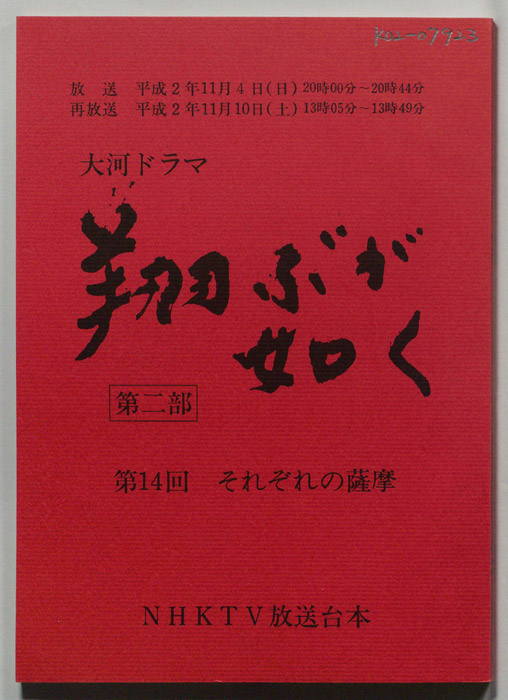 K02-07923
放送 平成2年11月4日(日) 20時00分~20時44分
再放送 平成2年11月10日(土) 13時05分~13時49分
大河ドラマ
翔ぶが
如く
第二部
第14回 それぞれの薩摩
NHKTV放送台本